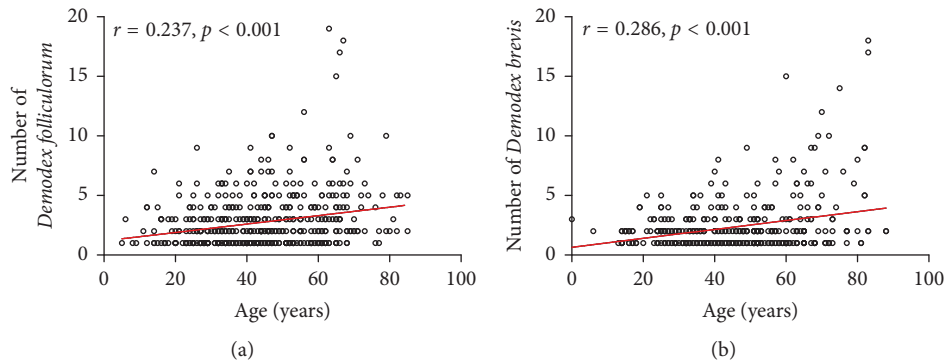 r = 0.237, p < 0.001
Number of
Demodex folliculorum
20
15
10
5
0
0 20 40 60 80 100
Age (years)
(a)
r = 0.286, p < 0.001
Number of Demodex brevis
20
15
10
5
0
0 20 40 60 80 100
Age (years)
(b)